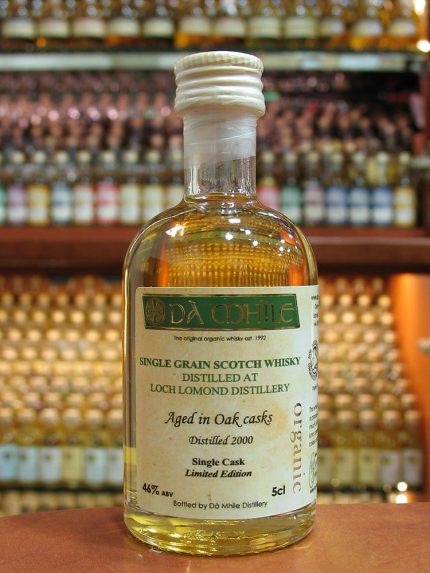 DÀ MHÌLE
The original organic whisky est. 1992
SINGLE GRAIN SCOTCH WHISKY
DISTILLED AT
LOCH LOMOND DISTILLERY
Aged in Oak casks
Distilled 2000
Single Cask
Limited Edition
46% ABV
5cl
Bottled by Dà Mhìle Distillery
organic